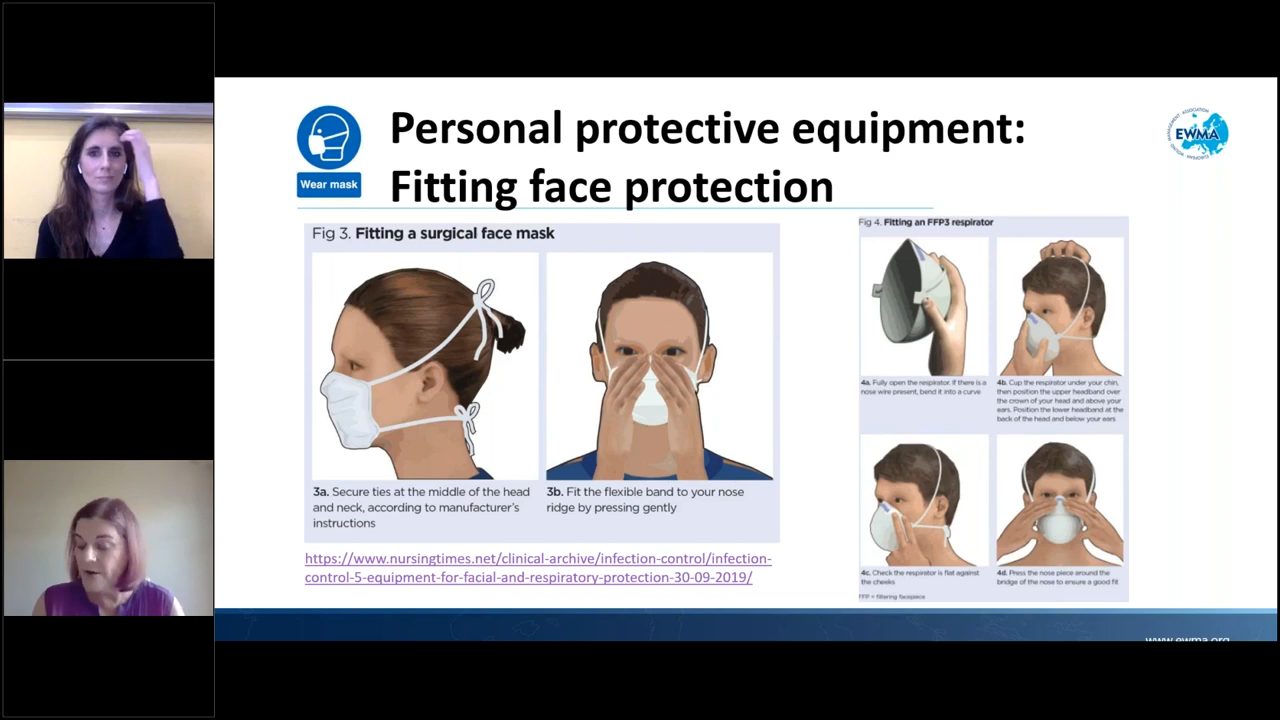 Personal protective equipment:
Fitting face protection
Wear mask
EWMA
Fig 3. Fitting a surgical face mask
3a. Secure ties at the middle of the head
and neck, according to manufacturer's
instructions
3b. Fit the flexible band to your nose
ridge by pressing gently
https://www.nursingtimes.net/clinical-archive/infection-control/infection-
control-5-equipment-for-facial-and-respiratory-protection-30-09-2019/
Fig 4. Fitting an FFP3 respirator
4a. Fully open the respirator. If there is a
nose wire present, bend it into a curve
4b. Cup the respirator under your chin,
then position the upper headband over
the crown of your head and above your
ears. Position the lower headband at the
back of the head and below your ears
4c. Check the respirator is flat against
the cheeks
4d. Press the nose piece around the
bridge of the nose to ensure a good fit
FFP = filtering facepiece
www.ewma.org